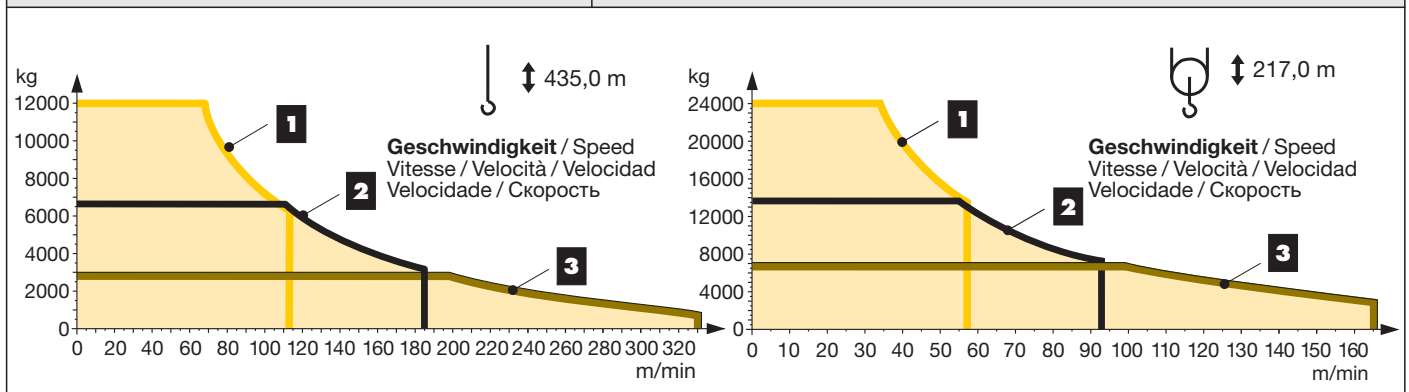 kg
435,0 m
12000
10000
8000
6000
4000
2000
0
1
2
3
Geschwindigkeit / Speed
Vitesse / Velocità / Velocidad
Velocidade / Скорость
0 20 40 60 80 100 120 140 160 180 200 220 240 260 280 300 320
m/min
kg
217,0 m
24000
20000
16000
12000
8000
4000
0
1
2
3
Geschwindigkeit / Speed
Vitesse / Velocità / Velocidad
Velocidade / Скорость
0 10 20 30 40 50 60 70 80 90 100 110 120 130 140 150 160
m/min